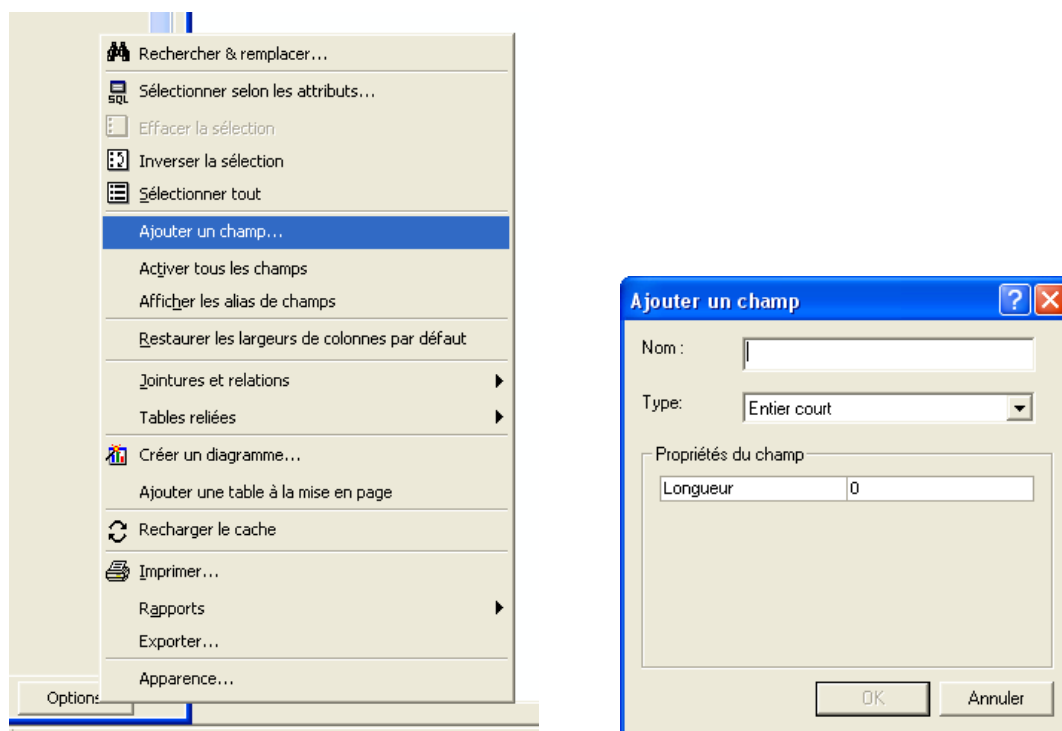 Rechercher & remplacer...
SQL
Sélectionner selon les attributs...
Effacer la sélection
Inverser la sélection
Sélectionner tout
Ajouter un champ...
Activer tous les champs
Afficher les alias de champs
Restaurer les largeurs de colonnes par défaut
Jointures et relations
Tables reliées
Créer un diagramme...
Ajouter une table à la mise en page
Recharger le cache
Imprimer...
Rapports
Exporter...
Apparence...
Options
Ajouter un champ
Nom :
Type: Entier court
Propriétés du champ
Longueur 0
OK Annuler